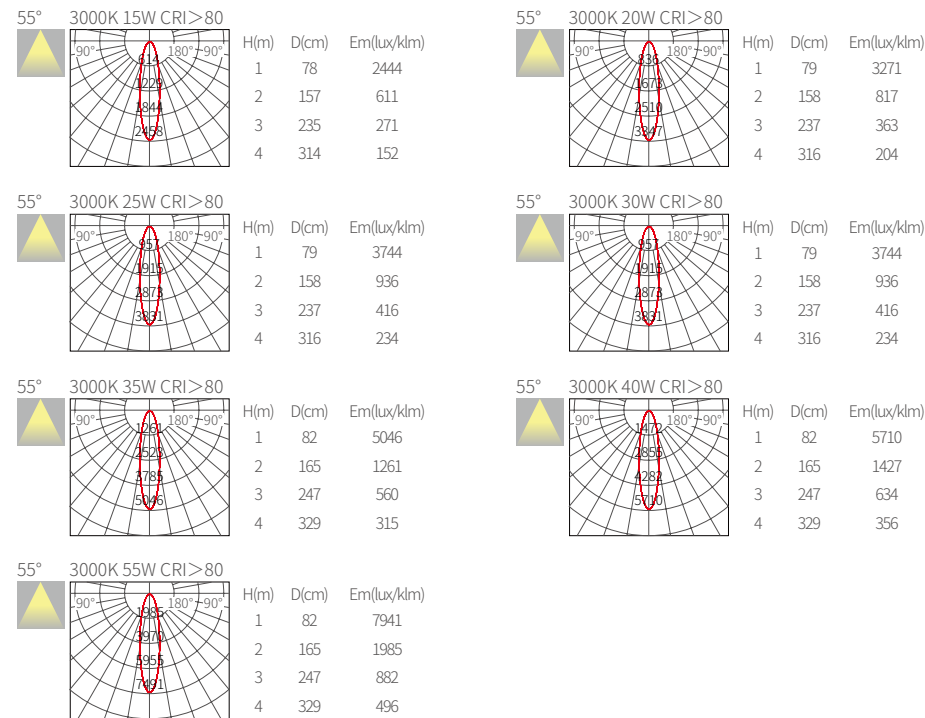 55° 3000K 15W CRI＞80
90° 180° 90°
614
1229
1844
2458
H(m) D(cm) Em(lux/klm)
1 78 2444
2 157 611
3 235 271
4 314 152
55° 3000K 20W CRI＞80
90° 180° 90°
836
1673
2510
3347
H(m) D(cm) Em(lux/klm)
1 79 3271
2 158 817
3 237 363
4 316 204
55° 3000K 25W CRI＞80
90° 180° 90°
957
1915
2873
3831
H(m) D(cm) Em(lux/klm)
1 79 3744
2 158 936
3 237 416
4 316 234
55° 3000K 30W CRI＞80
90° 180° 90°
957
1915
2873
3831
H(m) D(cm) Em(lux/klm)
1 79 3744
2 158 936
3 237 416
4 316 234
55° 3000K 35W CRI＞80
90° 180° 90°
1261
2523
3785
5046
H(m) D(cm) Em(lux/klm)
1 82 5046
2 165 1261
3 247 560
4 329 315
55° 3000K 40W CRI＞80
90° 180° 90°
1472
2855
4282
5710
H(m) D(cm) Em(lux/klm)
1 82 5710
2 165 1427
3 247 634
4 329 356
55° 3000K 55W CRI＞80
90° 180° 90°
1985
3970
5955
7491
H(m) D(cm) Em(lux/klm)
1 82 7941
2 165 1985
3 247 882
4 329 496